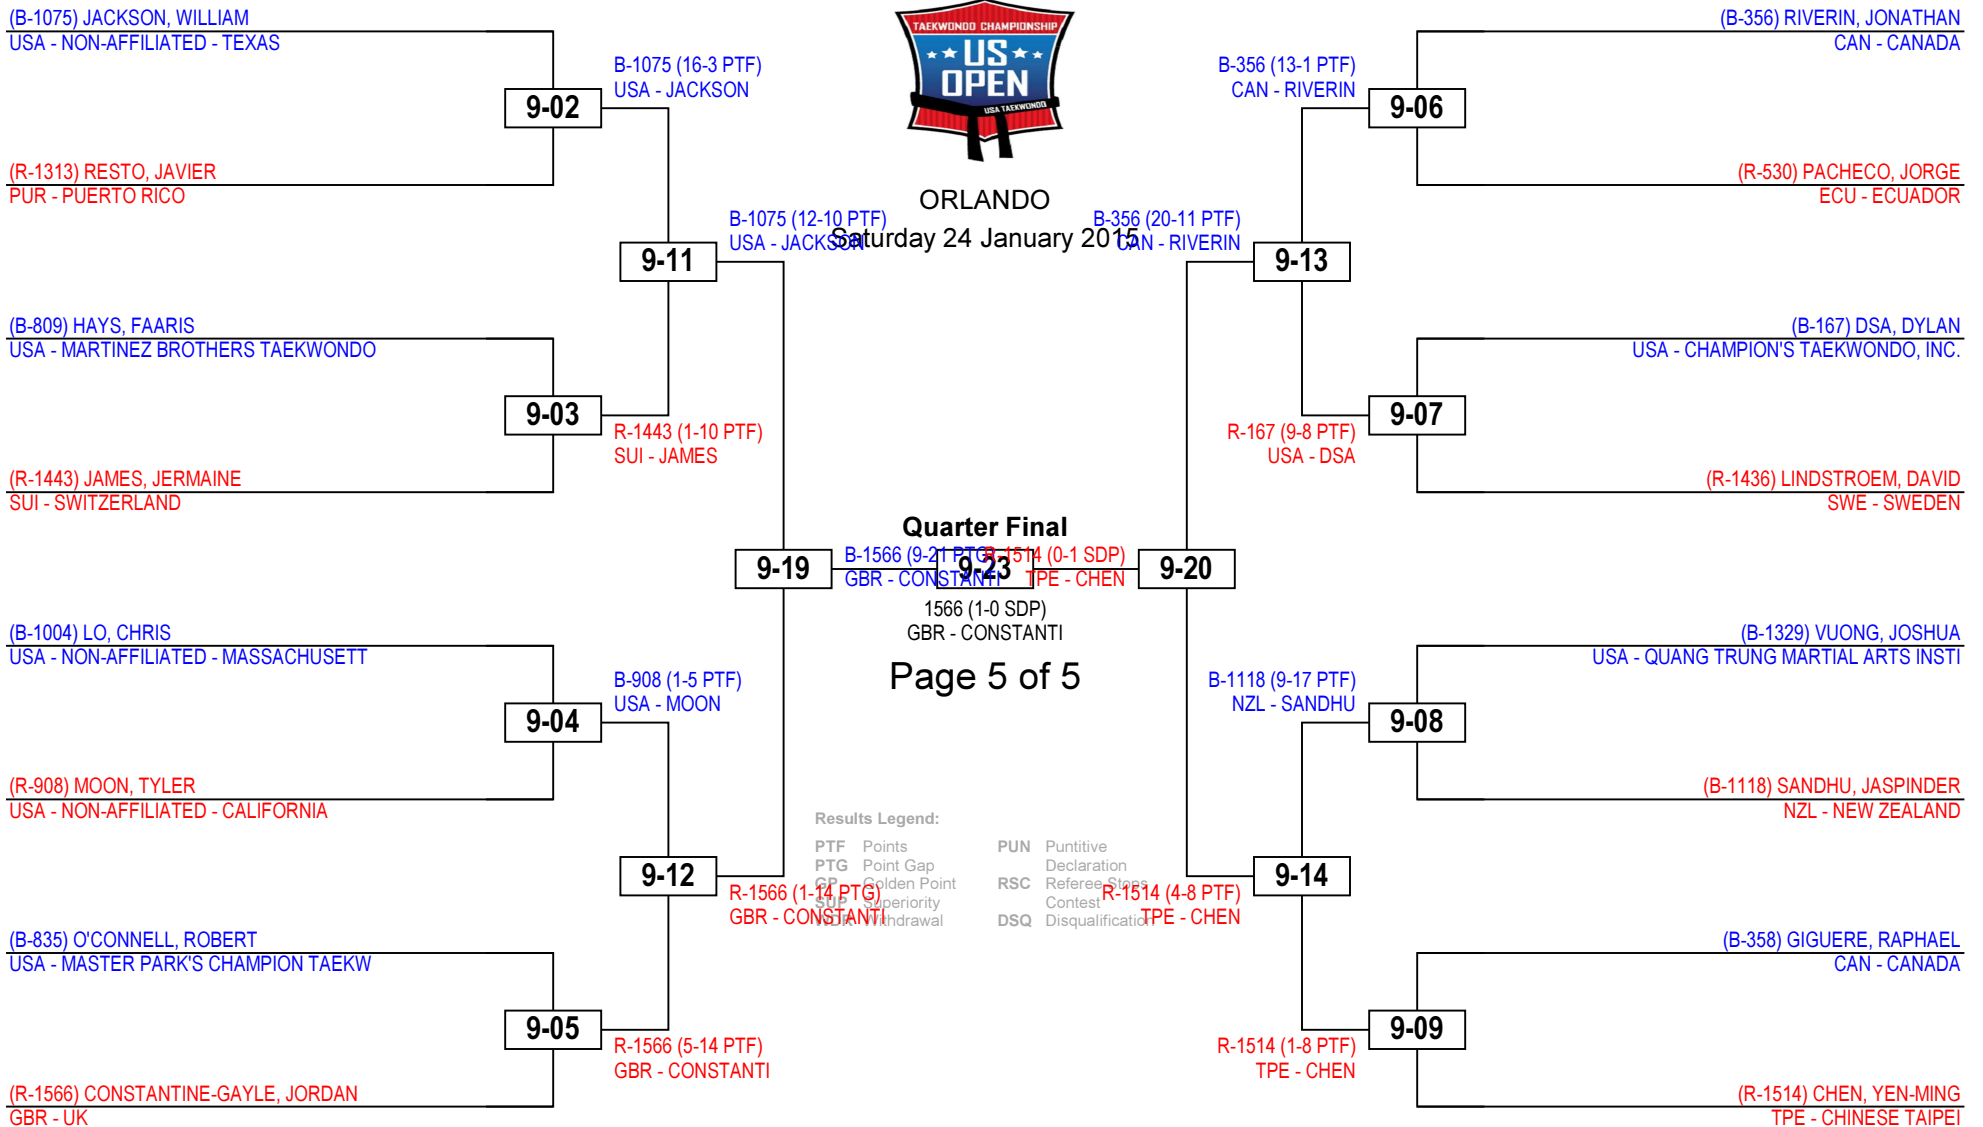 (B-1075) JACKSON, WILLIAM
USA - NON-AFFILIATED - TEXAS
(R-1313) RESTO, JAVIER
PUR - PUERTO RICO
(B-809) HAYS, FAARIS
USA - MARTINEZ BROTHERS TAEKWONDO
(R-1443) JAMES, JERMAINE
SUI - SWITZERLAND
(B-1004) LO, CHRIS
USA - NON-AFFILIATED - MASSACHUSETT
(R-908) MOON, TYLER
USA - NON-AFFILIATED - CALIFORNIA
(B-835) O'CONNELL, ROBERT
USA - MASTER PARK'S CHAMPION TAEKW
(R-1566) CONSTANTINE-GAYLE, JORDAN
GBR - UK
9-02
B-1075 (16-3 PTF)
USA - JACKSON
9-03
R-1443 (1-10 PTF)
SUI - JAMES
9-04
B-908 (1-5 PTF)
USA - MOON
9-05
R-1566 (5-14 PTF)
GBR - CONSTANTI
9-11
B-1075 (12-10 PTF)
USA - JACKSON
9-12
R-1566 (1-14 PTG)
GBR - CONSTANTI
9-19
B-1566 (9-21 PTG)
GBR - CONSTANTI
TAEKWONDO CHAMPIONSHIP
US
OPEN
USA TAEKWONDO
ORLANDO
Saturday 24 January 2015
Quarter Final
9-23
1566 (1-0 SDP)
GBR - CONSTANTI
Page 5 of 5
Results Legend:
PTF Points
PTG Point Gap
GP Golden Point
SUP Superiority
WDR Withdrawal
PUN Puntitive
Declaration
RSC Referee Stops
Contest
DSQ Disqualification
R-1514 (0-1 SDP)
TPE - CHEN
9-20
B-356 (20-11 PTF)
CAN - RIVERIN
9-13
R-1514 (4-8 PTF)
TPE - CHEN
9-14
B-356 (13-1 PTF)
CAN - RIVERIN
9-06
R-167 (9-8 PTF)
USA - DSA
9-07
B-1118 (9-17 PTF)
NZL - SANDHU
9-08
R-1514 (1-8 PTF)
TPE - CHEN
9-09
(B-356) RIVERIN, JONATHAN
CAN - CANADA
(R-530) PACHECO, JORGE
ECU - ECUADOR
(B-167) DSA, DYLAN
USA - CHAMPION'S TAEKWONDO, INC.
(R-1436) LINDSTROEM, DAVID
SWE - SWEDEN
(B-1329) VUONG, JOSHUA
USA - QUANG TRUNG MARTIAL ARTS INSTI
(B-1118) SANDHU, JASPINDER
NZL - NEW ZEALAND
(B-358) GIGUERE, RAPHAEL
CAN - CANADA
(R-1514) CHEN, YEN-MING
TPE - CHINESE TAIPEI